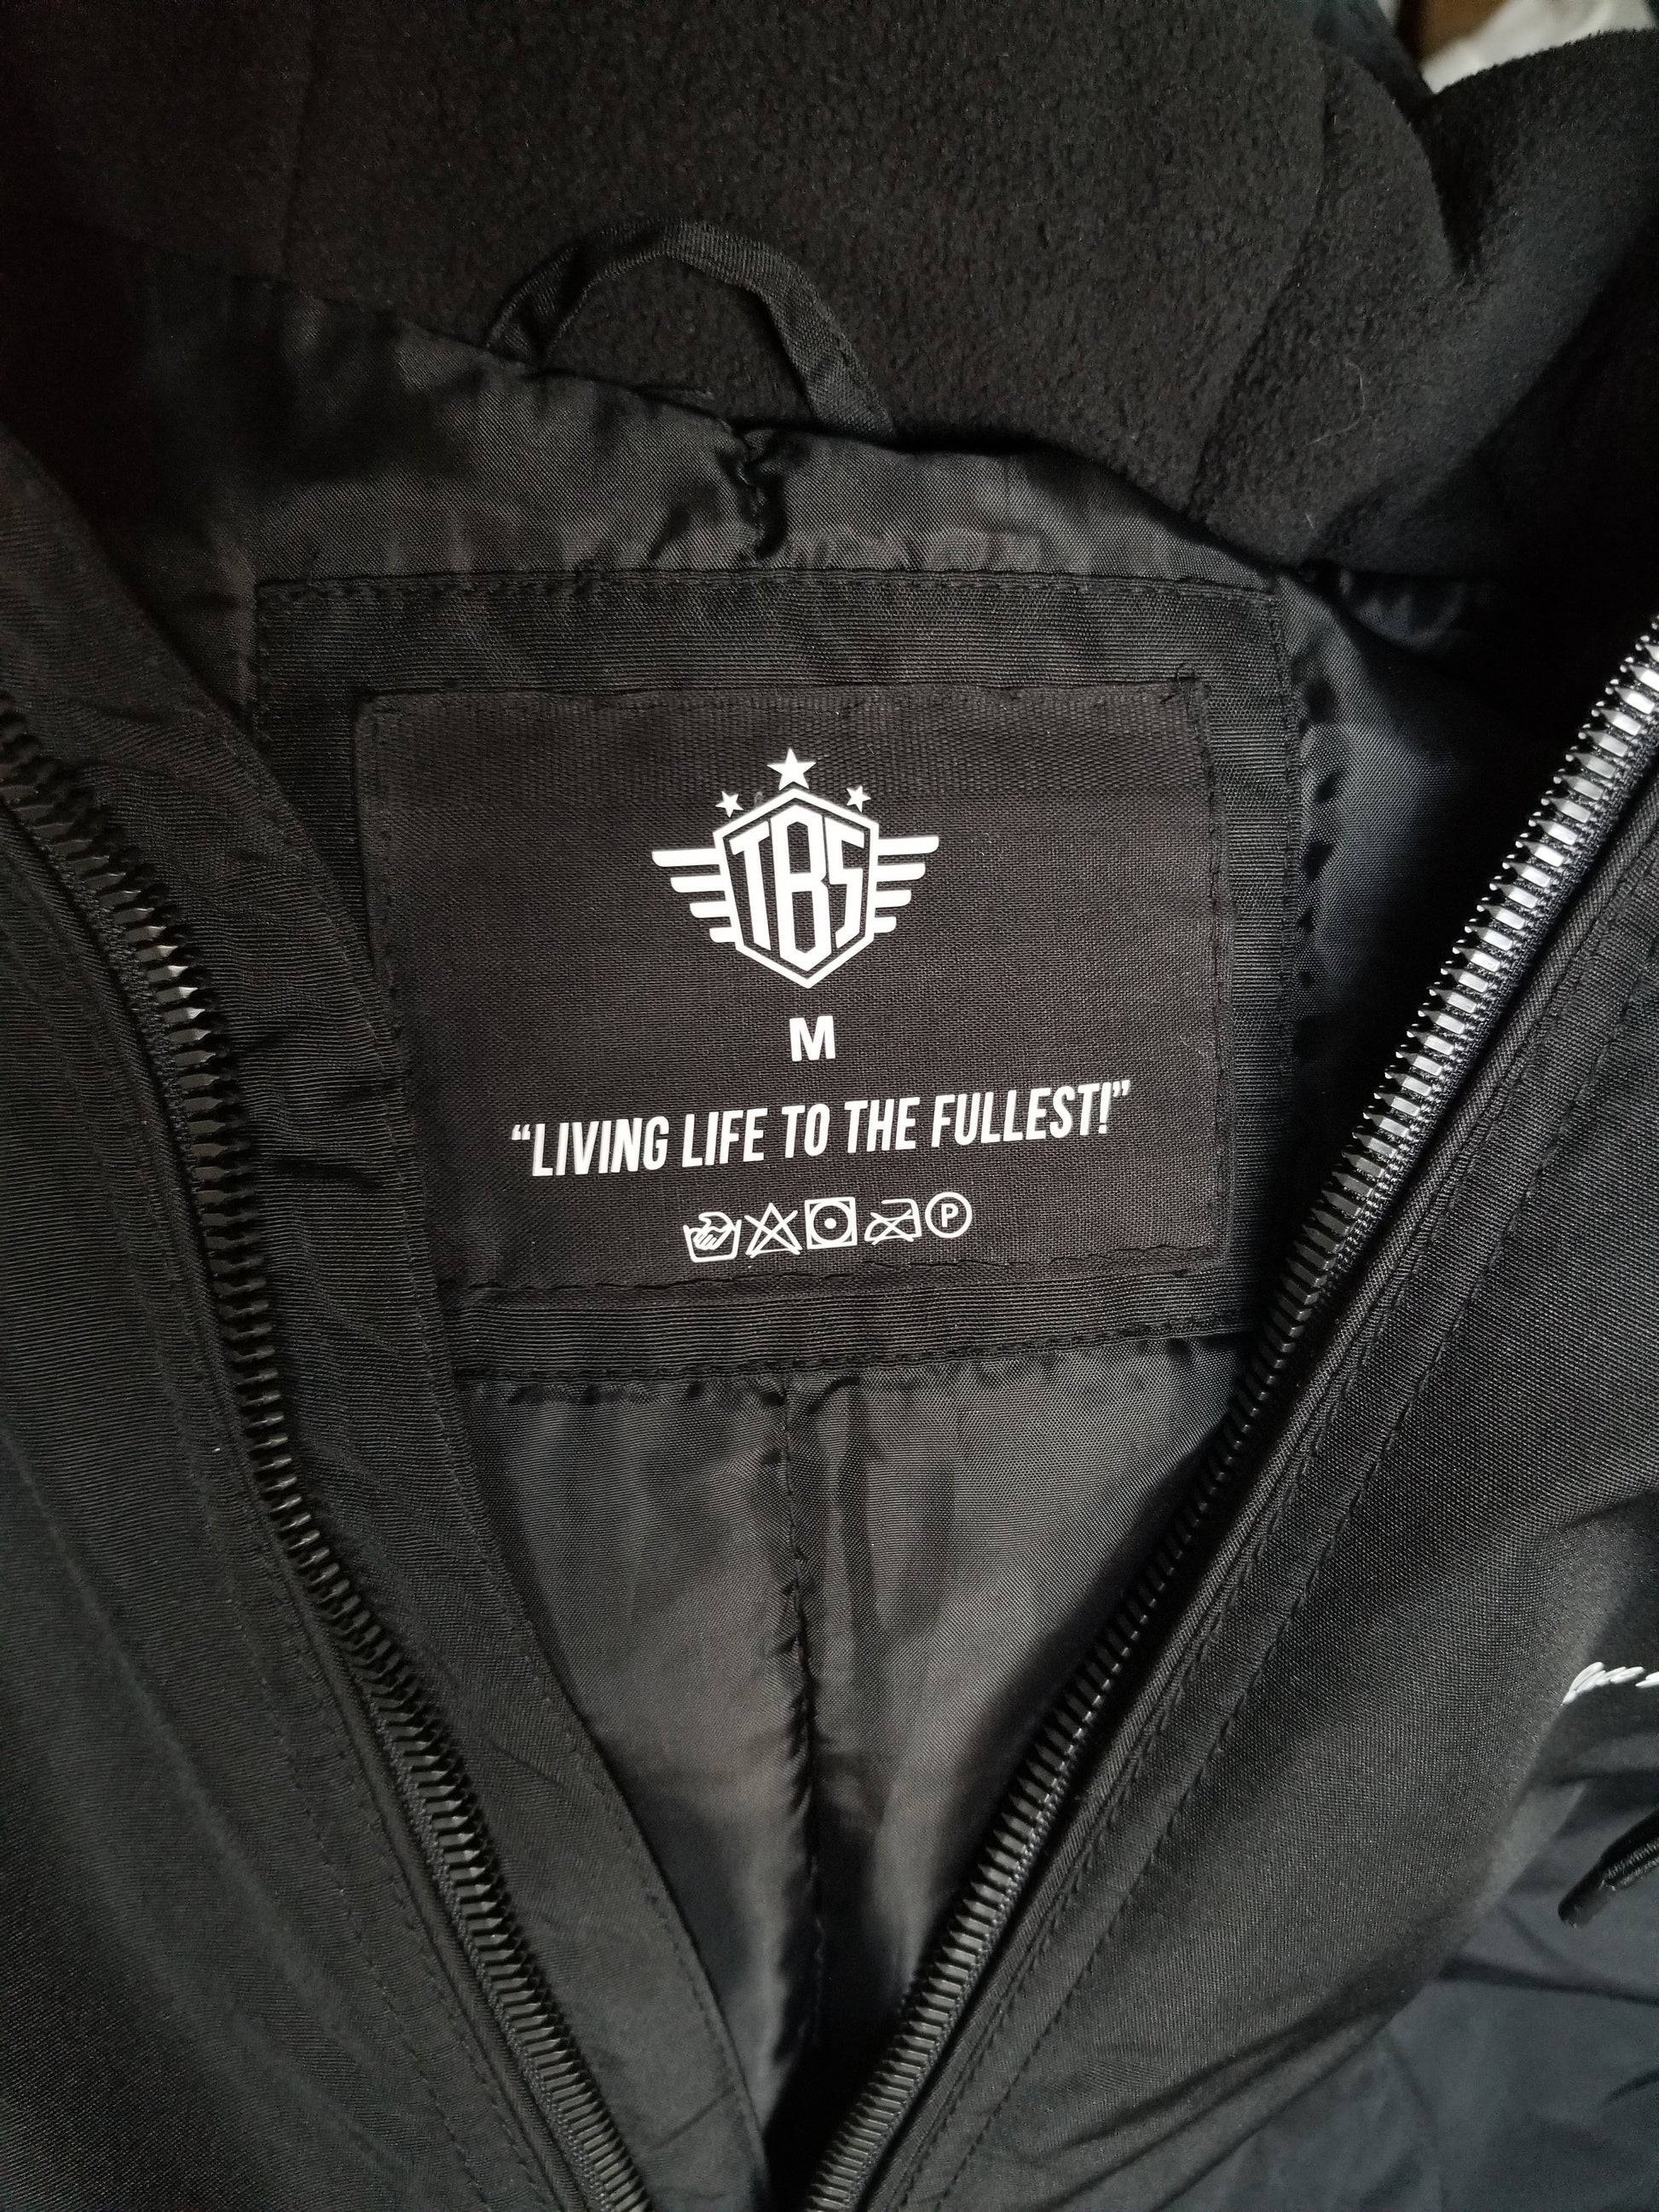 TBS
M
“LIVING LIFE TO THE FULLEST!”
P